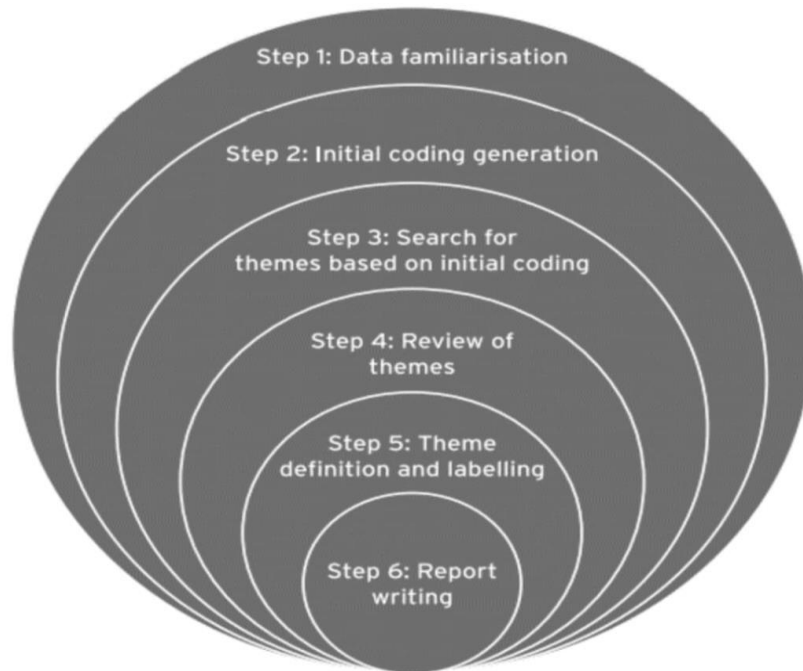 Step 1: Data familiarisation
Step 2: Initial coding generation
Step 3: Search for
themes based on initial coding
Step 4: Review of
themes
Step 5: Theme
definition and labelling
Step 6: Report
writing